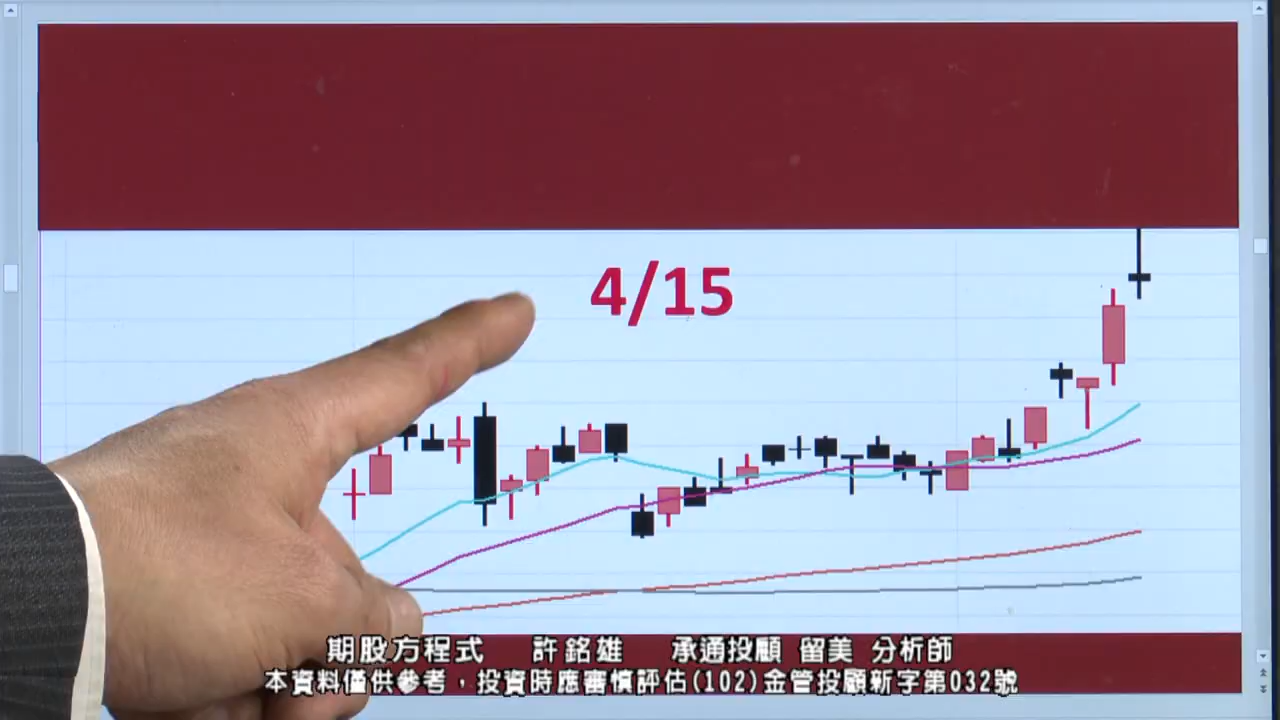 4/15
期股方程式 許銘雄 承通投顧 留美 分析師
本資料僅供參考，投資時應審慎評估(102)金管投顧新字第032號